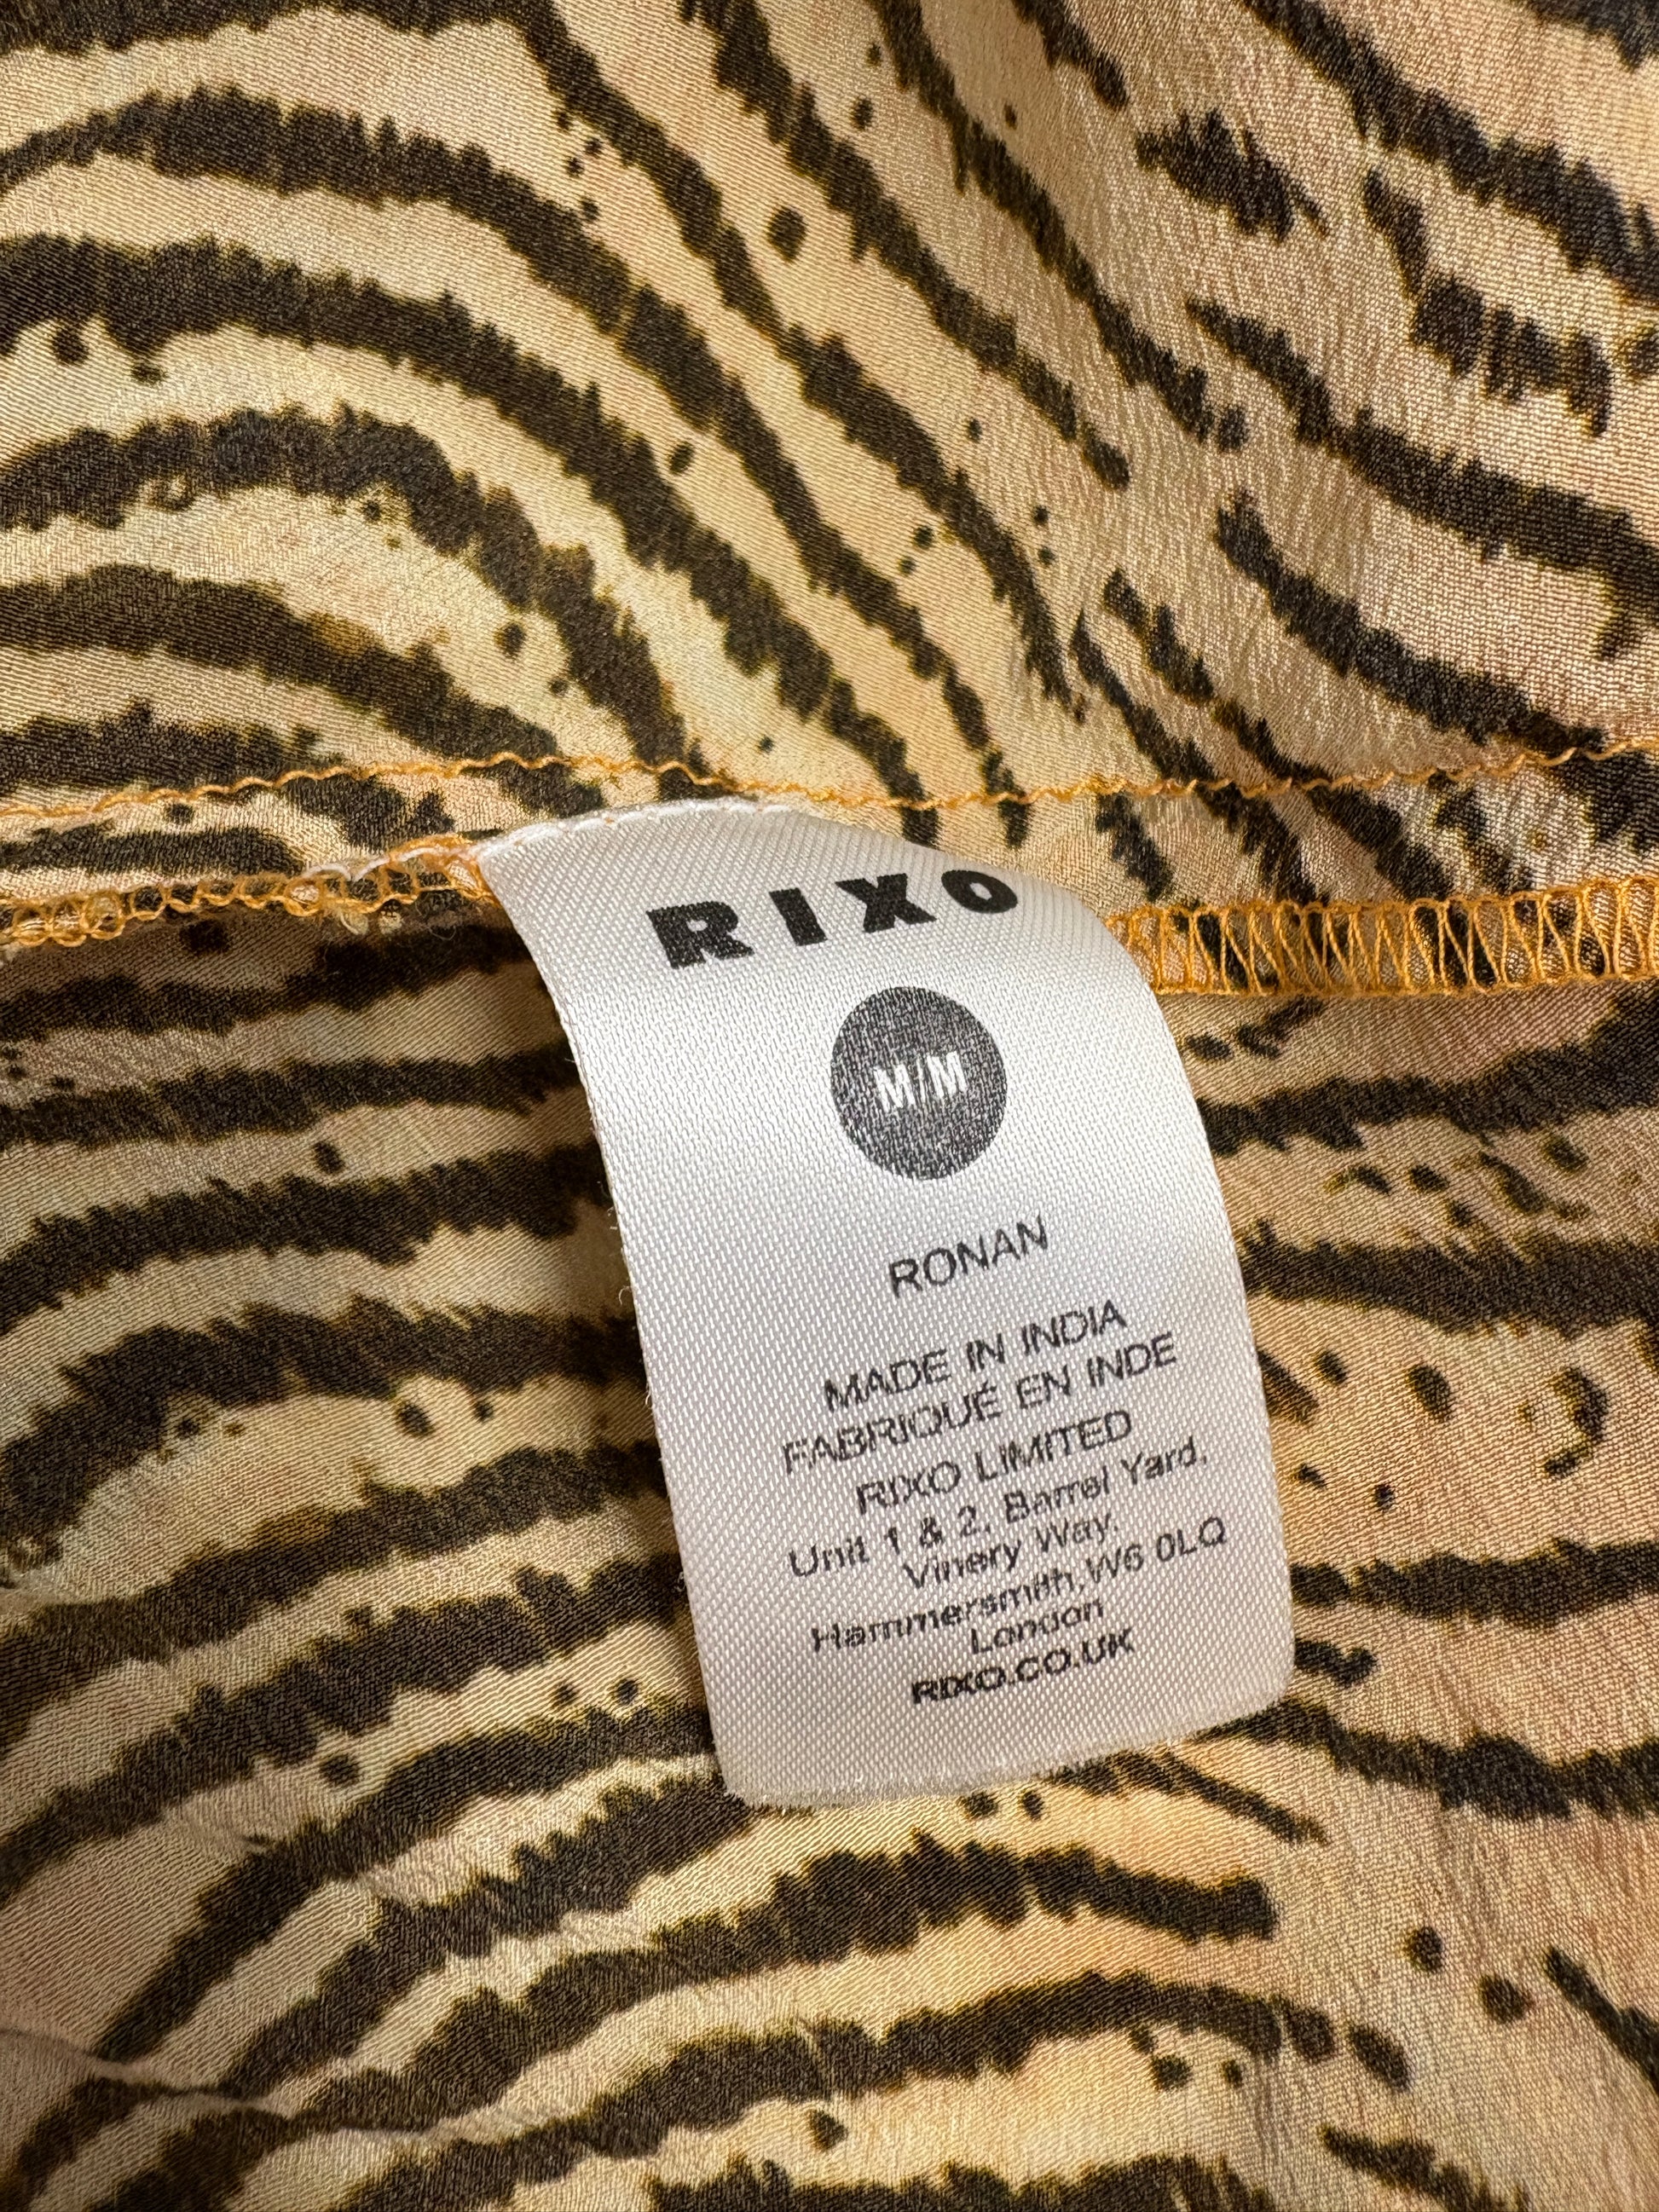 RIXO
M/M
RONAN
MADE IN INDIA
FABRIQUÉ EN INDE
RIXO LIMITED
Unit 1 & 2, Barrel Yard,
Vinery Way,
Hammersmith, W6 0LQ
London
RIXO.CO.UK